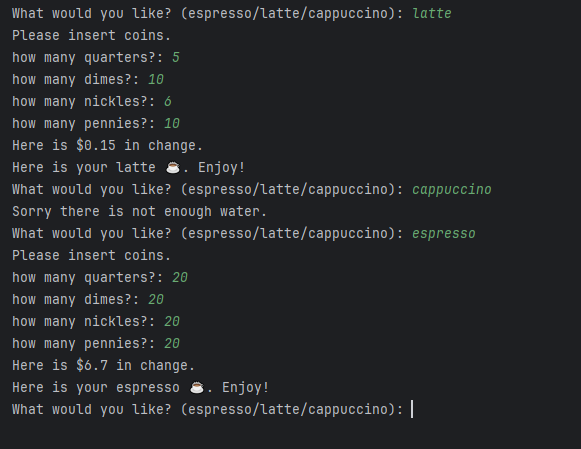 What would you like? (espresso/latte/cappuccino): latte
Please insert coins.
how many quarters?: 5
how many dimes?: 10
how many nickles?: 6
how many pennies?: 10
Here is $0.15 in change.
Here is your latte ☕. Enjoy!
What would you like? (espresso/latte/cappuccino): cappuccino
Sorry there is not enough water.
What would you like? (espresso/latte/cappuccino): espresso
Please insert coins.
how many quarters?: 20
how many dimes?: 20
how many nickles?: 20
how many pennies?: 20
Here is $6.7 in change.
Here is your espresso ☕. Enjoy!
What would you like? (espresso/latte/cappuccino):